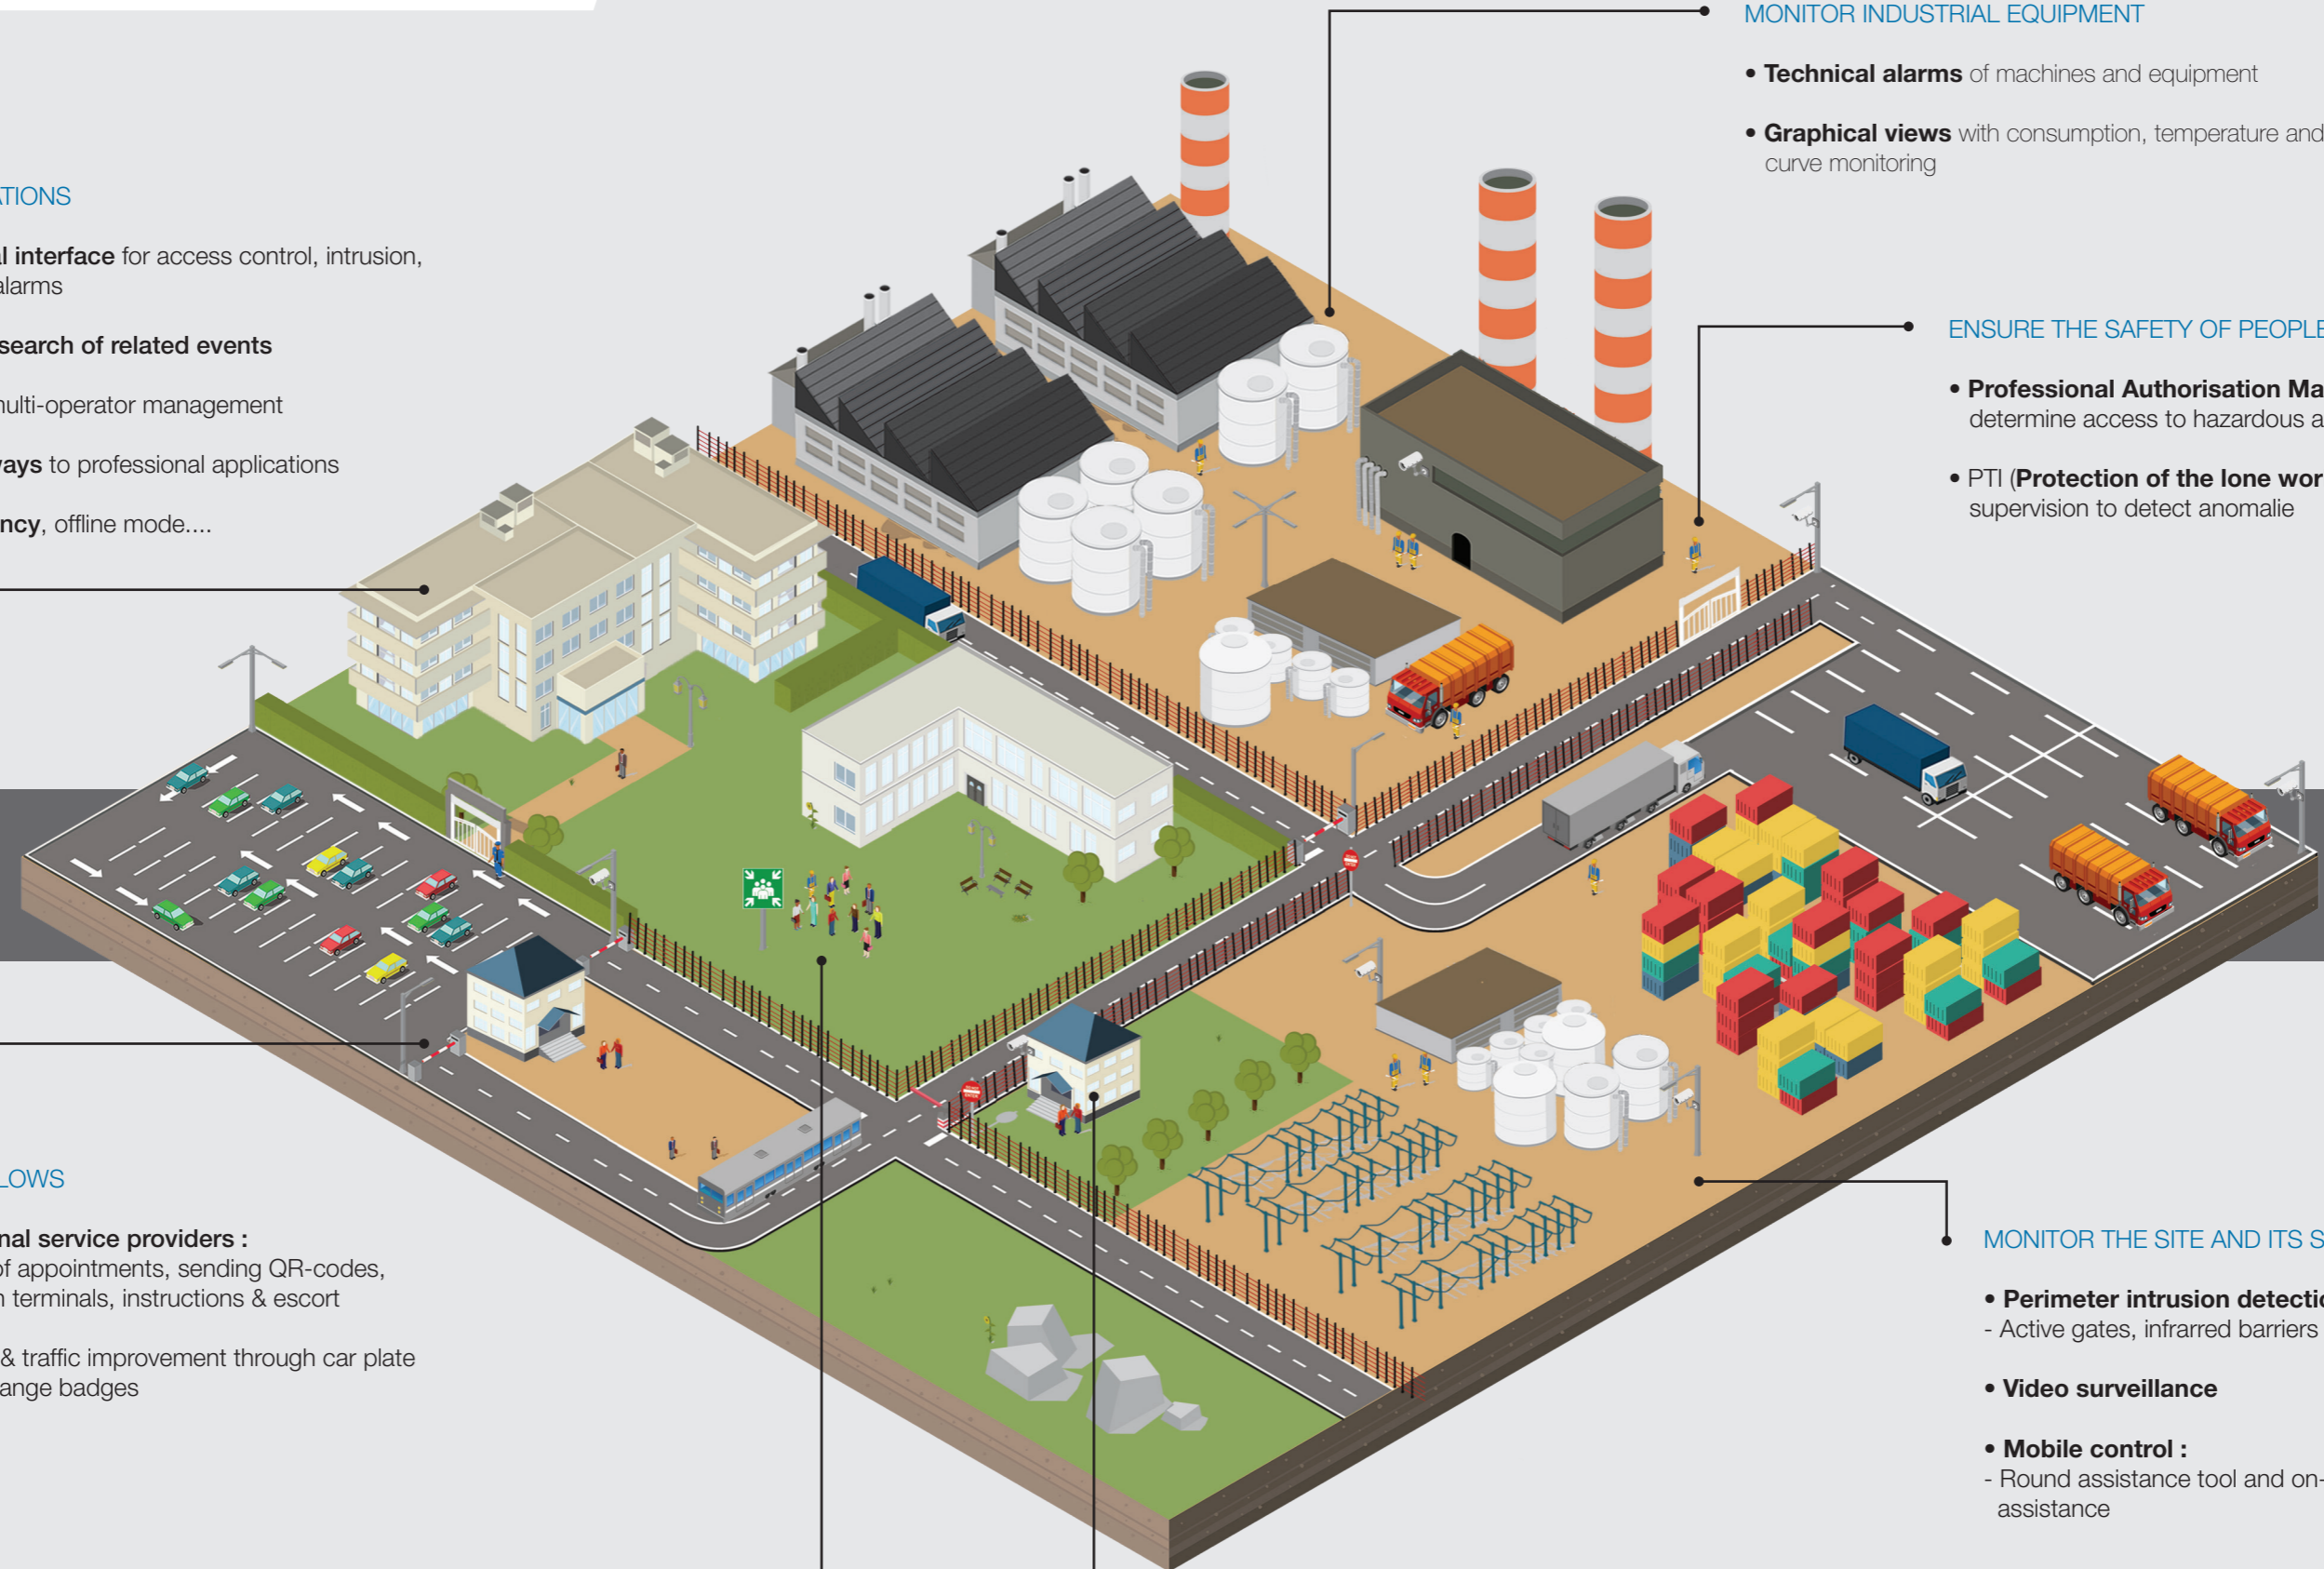 MONITOR INDUSTRIAL EQUIPMENT
• Technical alarms of machines and equipment
• Graphical views with consumption, temperature and
curve monitoring
ATIONS
al interface for access control, intrusion,
alarms
search of related events
multi-operator management
ways to professional applications
ncy, offline mode....
ENSURE THE SAFETY OF PEOPLE
• Professional Authorisation Ma
determine access to hazardous a
• PTI (Protection of the lone wor
supervision to detect anomalie
LOWS
nal service providers :
of appointments, sending QR-codes,
n terminals, instructions & escort
& traffic improvement through car plate
ange badges
MONITOR THE SITE AND ITS S
• Perimeter intrusion detectio
- Active gates, infrarred barriers
• Video surveillance
• Mobile control :
- Round assistance tool and on-
assistance